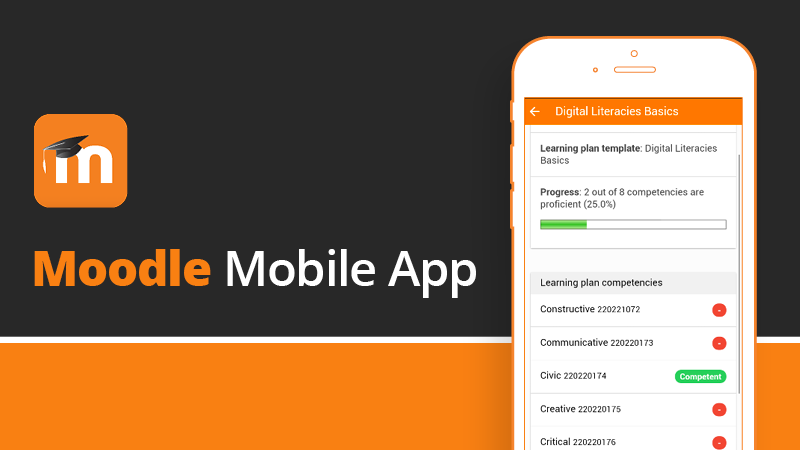 m
Moodle Mobile App
Digital Literacies Basics
Learning plan template: Digital Literacies
Basics
Progress: 2 out of 8 competencies are
proficient (25.0%)
Learning plan competencies
Constructive 220221072
-
Communicative 220220173
-
Civic 220220174
Competent
Creative 220220175
-
Critical 220220176
-